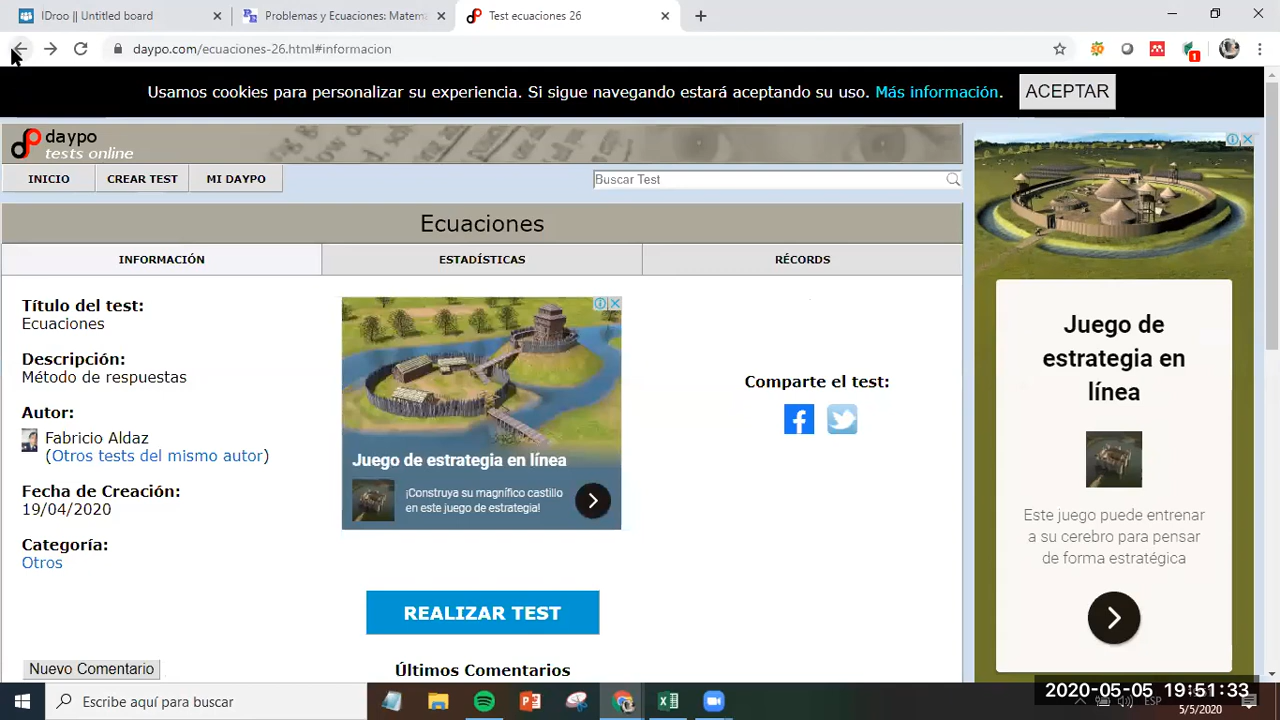 IDroo || Untitled board
Problemas y Ecuaciones: Matem
Test ecuaciones 26
daypo.com/ecuaciones-26.html#informacion
1
Usamos cookies para personalizar su experiencia. Si sigue navegando estará aceptando su uso. Más información.
ACEPTAR
daypo
tests online
INICIO
CREAR TEST
MI DAYPO
Buscar Test
Ecuaciones
INFORMACIÓN
ESTADÍSTICAS
RÉCORDS
Título del test:
Ecuaciones
Descripción:
Método de respuestas
Autor:
Fabricio Aldaz
(Otros tests del mismo autor)
Fecha de Creación:
19/04/2020
Categoría:
Otros
Juego de estrategia en línea
¡Construya su magnífico castillo
en este juego de estrategia!
Comparte el test:
REALIZAR TEST
Nuevo Comentario
Últimos Comentarios
Juego de
estrategia en
línea
Este juego puede entrenar
a su cerebro para pensar
de forma estratégica
Escribe aquí para buscar
2020-05-05 19:51:33
ESP
5/5/2020